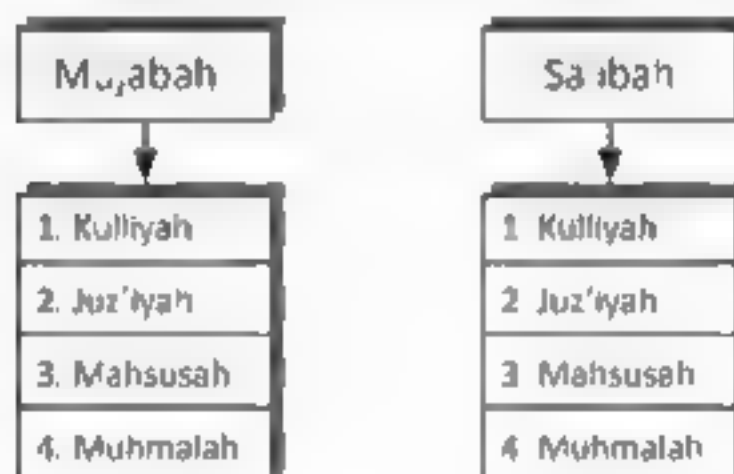 1. Kulliyah
2. Juz'iyah
3. Mahsusah
4. Muhmalah
1 Kulliyah
2 Juz'iyah
3 Mahsusah
4 Muhmalah